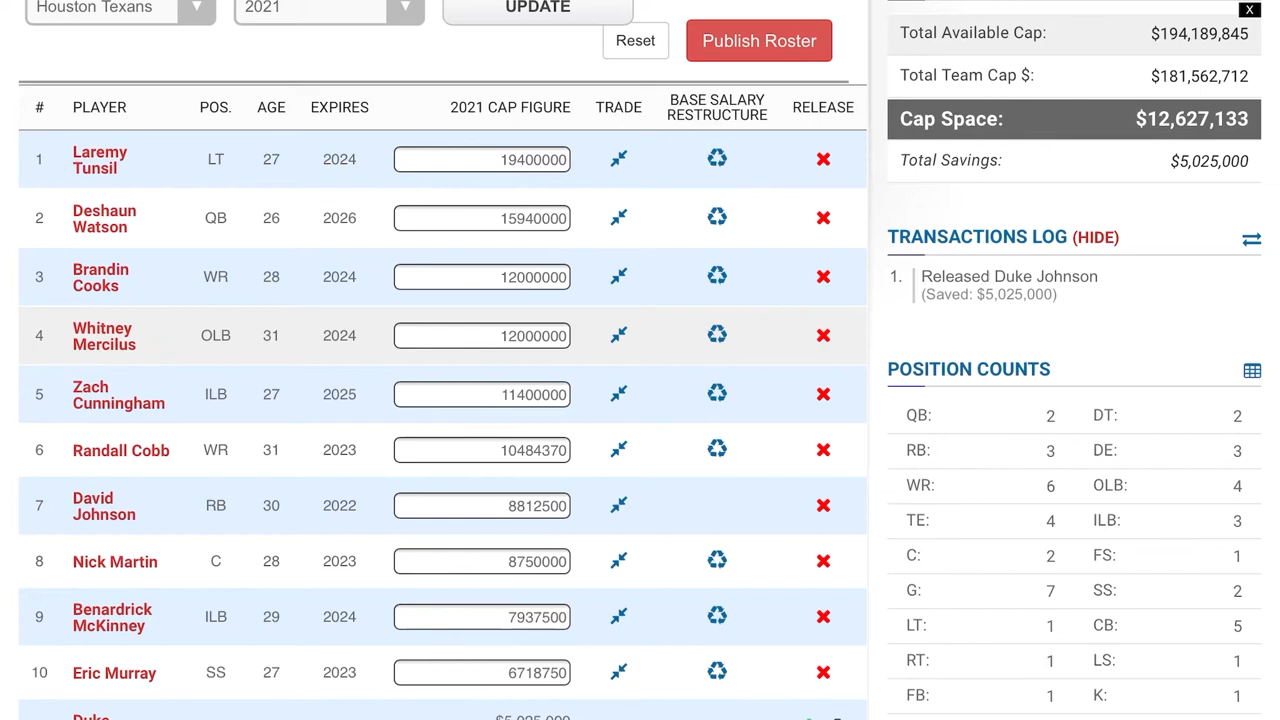 Houston Texans ▼ 2021 ▼ UPDATE
Reset Publish Roster
# PLAYER POS. AGE EXPIRES 2021 CAP FIGURE TRADE BASE SALARY RESTRUCTURE RELEASE
1 Laremy Tunsil LT 27 2024 19400000
2 Deshaun Watson QB 26 2026 15940000
3 Brandin Cooks WR 28 2024 12000000
4 Whitney Mercilus OLB 31 2024 12000000
5 Zach Cunningham ILB 27 2025 11400000
6 Randall Cobb WR 31 2023 10484370
7 David Johnson RB 30 2022 8812500
8 Nick Martin C 28 2023 8750000
9 Benardrick McKinney ILB 29 2024 7937500
10 Eric Murray SS 27 2023 6718750
Duke $5,025,000
X
Total Available Cap: $194,189,845
Total Team Cap $: $181,562,712
Cap Space: $12,627,133
Total Savings: $5,025,000
TRANSACTIONS LOG (HIDE)
1. Released Duke Johnson
(Saved: $5,025,000)
POSITION COUNTS
QB: 2 DT: 2
RB: 3 DE: 3
WR: 6 OLB: 4
TE: 4 ILB: 3
C: 2 FS: 1
G: 7 SS: 2
LT: 1 CB: 5
RT: 1 LS: 1
FB: 1 K: 1